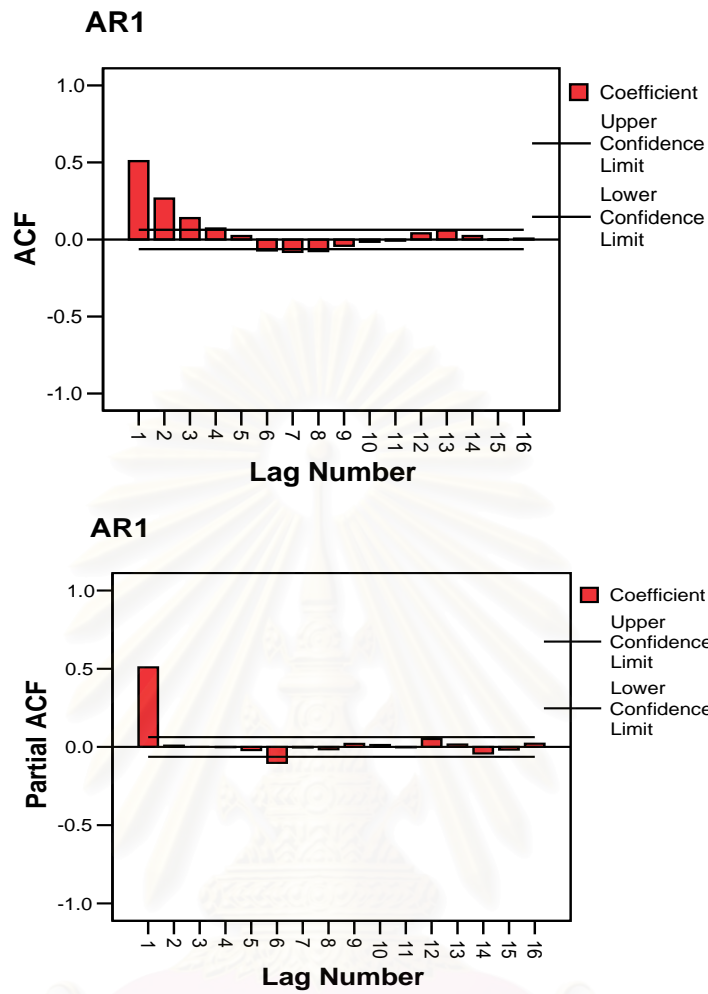 AR1
1.0
0.5
0.0
-0.5
-1.0
ACF
1
2
3
4
5
6
7
8
9
10
11
12
13
14
15
16
Lag Number
Coefficient
Upper
Confidence
Limit
Lower
Confidence
Limit
AR1
1.0
0.5
0.0
-0.5
-1.0
Partial ACF
1
2
3
4
5
6
7
8
9
10
11
12
13
14
15
16
Lag Number
Coefficient
Upper
Confidence
Limit
Lower
Confidence
Limit